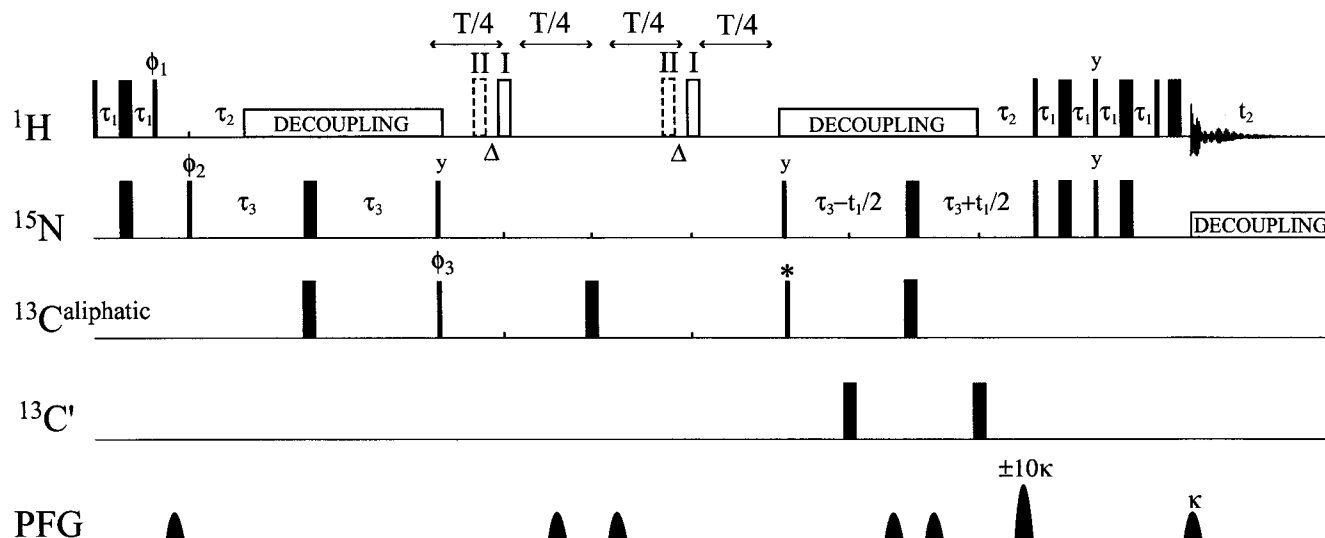 T/4 T/4 T/4 T/4
II I II I
ϕ₁ y
¹H τ₁ τ₁ τ₂ DECOUPLING DECOUPLING τ₂ τ₁ τ₁ τ₁ τ₁ t₂
Δ Δ
ϕ₂ y y y
¹⁵N τ₃ τ₃ τ₃−t₁/2 τ₃+t₁/2 DECOUPLING
ϕ₃ *
¹³Cᵃˡⁱᵖʰᵃᵗⁱᶜ
¹³C'
±10κ
PFG κ